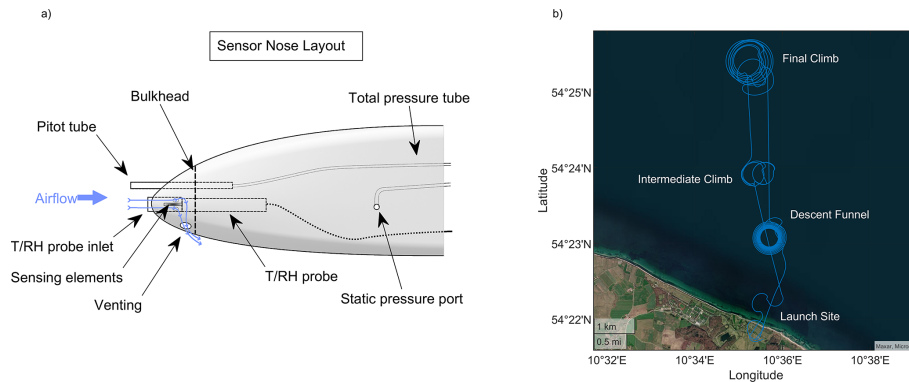 a)
Sensor Nose Layout
Bulkhead
Total pressure tube
Pitot tube
Airflow
T/RH probe inlet
Sensing elements
Venting
T/RH probe
Static pressure port
b)
Final Climb
54°25'N
54°24'N
Intermediate Climb
Descent Funnel
Latitude
54°23'N
Launch Site
54°22'N
1 km
0.5 mi
Maxar, Micro
10°32'E 10°34'E 10°36'E 10°38'E
Longitude